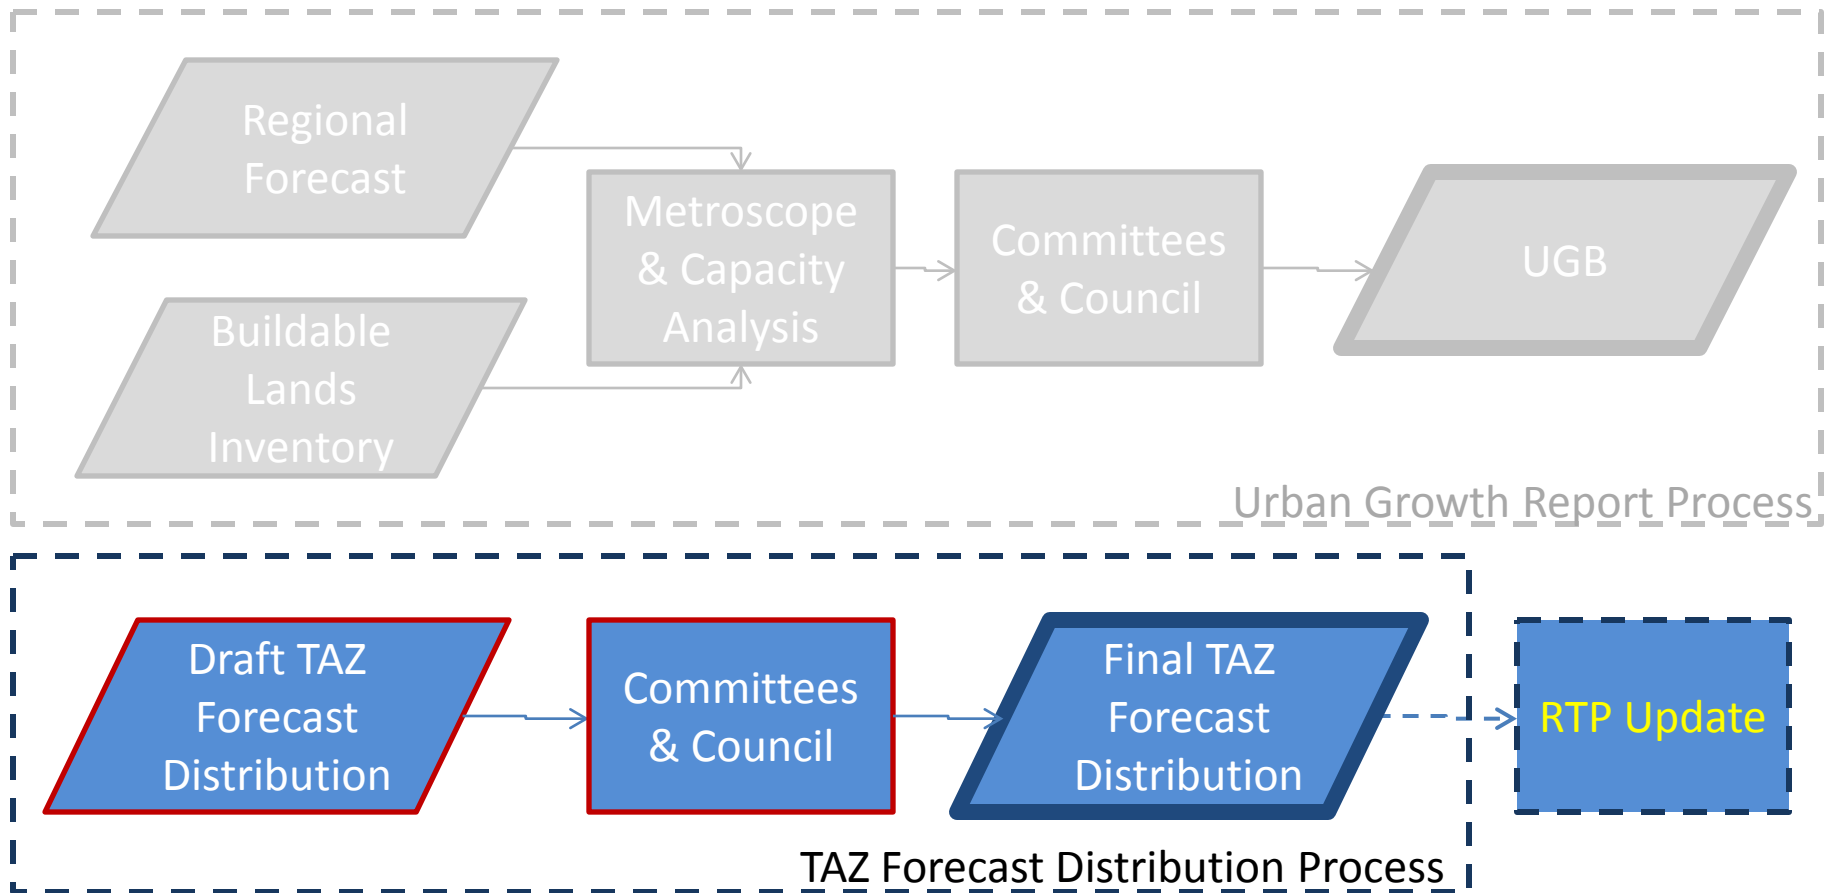 Regional
Forecast
Buildable
Lands
Inventory
Metroscope
& Capacity
Analysis
Committees
& Council
UGB
Urban Growth Report Process
Draft TAZ
Forecast
Distribution
Committees
& Council
Final TAZ
Forecast
Distribution
RTP Update
TAZ Forecast Distribution Process